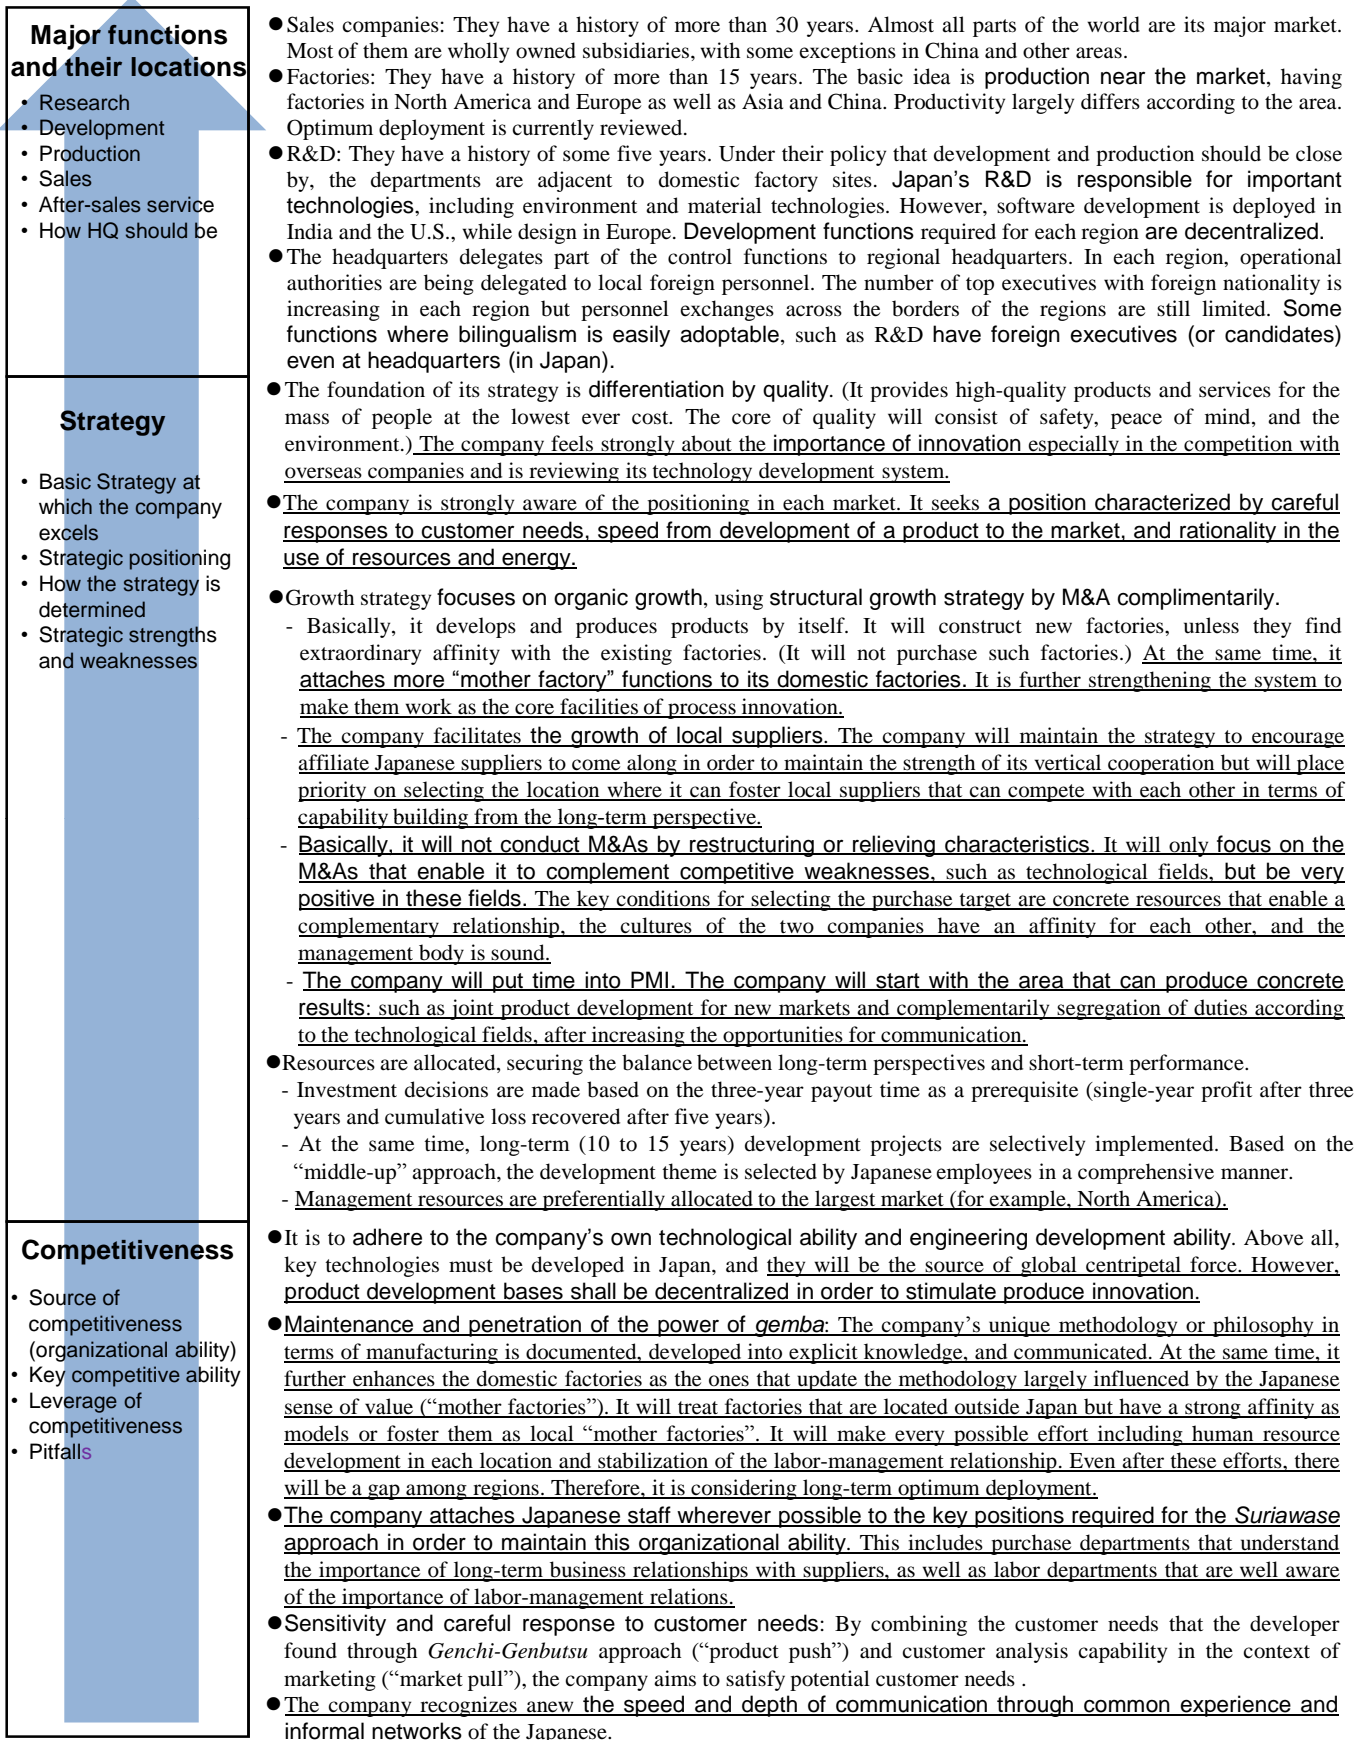 Major functions
and their locations
• Research
• Development
• Production
• Sales
• After-sales service
• How HQ should be
●Sales companies: They have a history of more than 30 years. Almost all parts of the world are its major market.
Most of them are wholly owned subsidiaries, with some exceptions in China and other areas.
●Factories: They have a history of more than 15 years. The basic idea is production near the market, having
factories in North America and Europe as well as Asia and China. Productivity largely differs according to the area.
Optimum deployment is currently reviewed.
●R&D: They have a history of some five years. Under their policy that development and production should be close
by, the departments are adjacent to domestic factory sites. Japan's R&D is responsible for important
technologies, including environment and material technologies. However, software development is deployed in
India and the U.S., while design in Europe. Development functions required for each region are decentralized.
●The headquarters delegates part of the control functions to regional headquarters. In each region, operational
authorities are being delegated to local foreign personnel. The number of top executives with foreign nationality is
increasing in each region but personnel exchanges across the borders of the regions are still limited. Some
functions where bilingualism is easily adoptable, such as R&D have foreign executives (or candidates)
even at headquarters (in Japan).
Strategy
• Basic Strategy at
which the company
excels
• Strategic positioning
• How the strategy is
determined
• Strategic strengths
and weaknesses
●The foundation of its strategy is differentiation by quality. (It provides high-quality products and services for the
mass of people at the lowest ever cost. The core of quality will consist of safety, peace of mind, and the
environment.) The company feels strongly about the importance of innovation especially in the competition with
overseas companies and is reviewing its technology development system.
●The company is strongly aware of the positioning in each market. It seeks a position characterized by careful
responses to customer needs, speed from development of a product to the market, and rationality in the
use of resources and energy.
●Growth strategy focuses on organic growth, using structural growth strategy by M&A complimentarily.
- Basically, it develops and produces products by itself. It will construct new factories, unless they find
extraordinary affinity with the existing factories. (It will not purchase such factories.) At the same time, it
attaches more “mother factory” functions to its domestic factories. It is further strengthening the system to
make them work as the core facilities of process innovation.
- The company facilitates the growth of local suppliers. The company will maintain the strategy to encourage
affiliate Japanese suppliers to come along in order to maintain the strength of its vertical cooperation but will place
priority on selecting the location where it can foster local suppliers that can compete with each other in terms of
capability building from the long-term perspective.
- Basically, it will not conduct M&As by restructuring or relieving characteristics. It will only focus on the
M&As that enable it to complement competitive weaknesses, such as technological fields, but be very
positive in these fields. The key conditions for selecting the purchase target are concrete resources that enable a
complementary relationship, the cultures of the two companies have an affinity for each other, and the
management body is sound.
- The company will put time into PMI. The company will start with the area that can produce concrete
results: such as joint product development for new markets and complementarily segregation of duties according
to the technological fields, after increasing the opportunities for communication.
●Resources are allocated, securing the balance between long-term perspectives and short-term performance.
- Investment decisions are made based on the three-year payout time as a prerequisite (single-year profit after three
years and cumulative loss recovered after five years).
- At the same time, long-term (10 to 15 years) development projects are selectively implemented. Based on the
“middle-up” approach, the development theme is selected by Japanese employees in a comprehensive manner.
- Management resources are preferentially allocated to the largest market (for example, North America).
Competitiveness
• Source of
competitiveness
(organizational ability)
• Key competitive ability
• Leverage of
competitiveness
• Pitfalls
●It is to adhere to the company's own technological ability and engineering development ability. Above all,
key technologies must be developed in Japan, and they will be the source of global centripetal force. However,
product development bases shall be decentralized in order to stimulate produce innovation.
●Maintenance and penetration of the power of gemba: The company's unique methodology or philosophy in
terms of manufacturing is documented, developed into explicit knowledge, and communicated. At the same time, it
further enhances the domestic factories as the ones that update the methodology largely influenced by the Japanese
sense of value (“mother factories”). It will treat factories that are located outside Japan but have a strong affinity as
models or foster them as local “mother factories”. It will make every possible effort including human resource
development in each location and stabilization of the labor-management relationship. Even after these efforts, there
will be a gap among regions. Therefore, it is considering long-term optimum deployment.
●The company attaches Japanese staff wherever possible to the key positions required for the Suriawase
approach in order to maintain this organizational ability. This includes purchase departments that understand
the importance of long-term business relationships with suppliers, as well as labor departments that are well aware
of the importance of labor-management relations.
●Sensitivity and careful response to customer needs: By combining the customer needs that the developer
found through Genchi-Genbutsu approach (“product push”) and customer analysis capability in the context of
marketing (“market pull”), the company aims to satisfy potential customer needs .
●The company recognizes anew the speed and depth of communication through common experience and
informal networks of the Japanese.